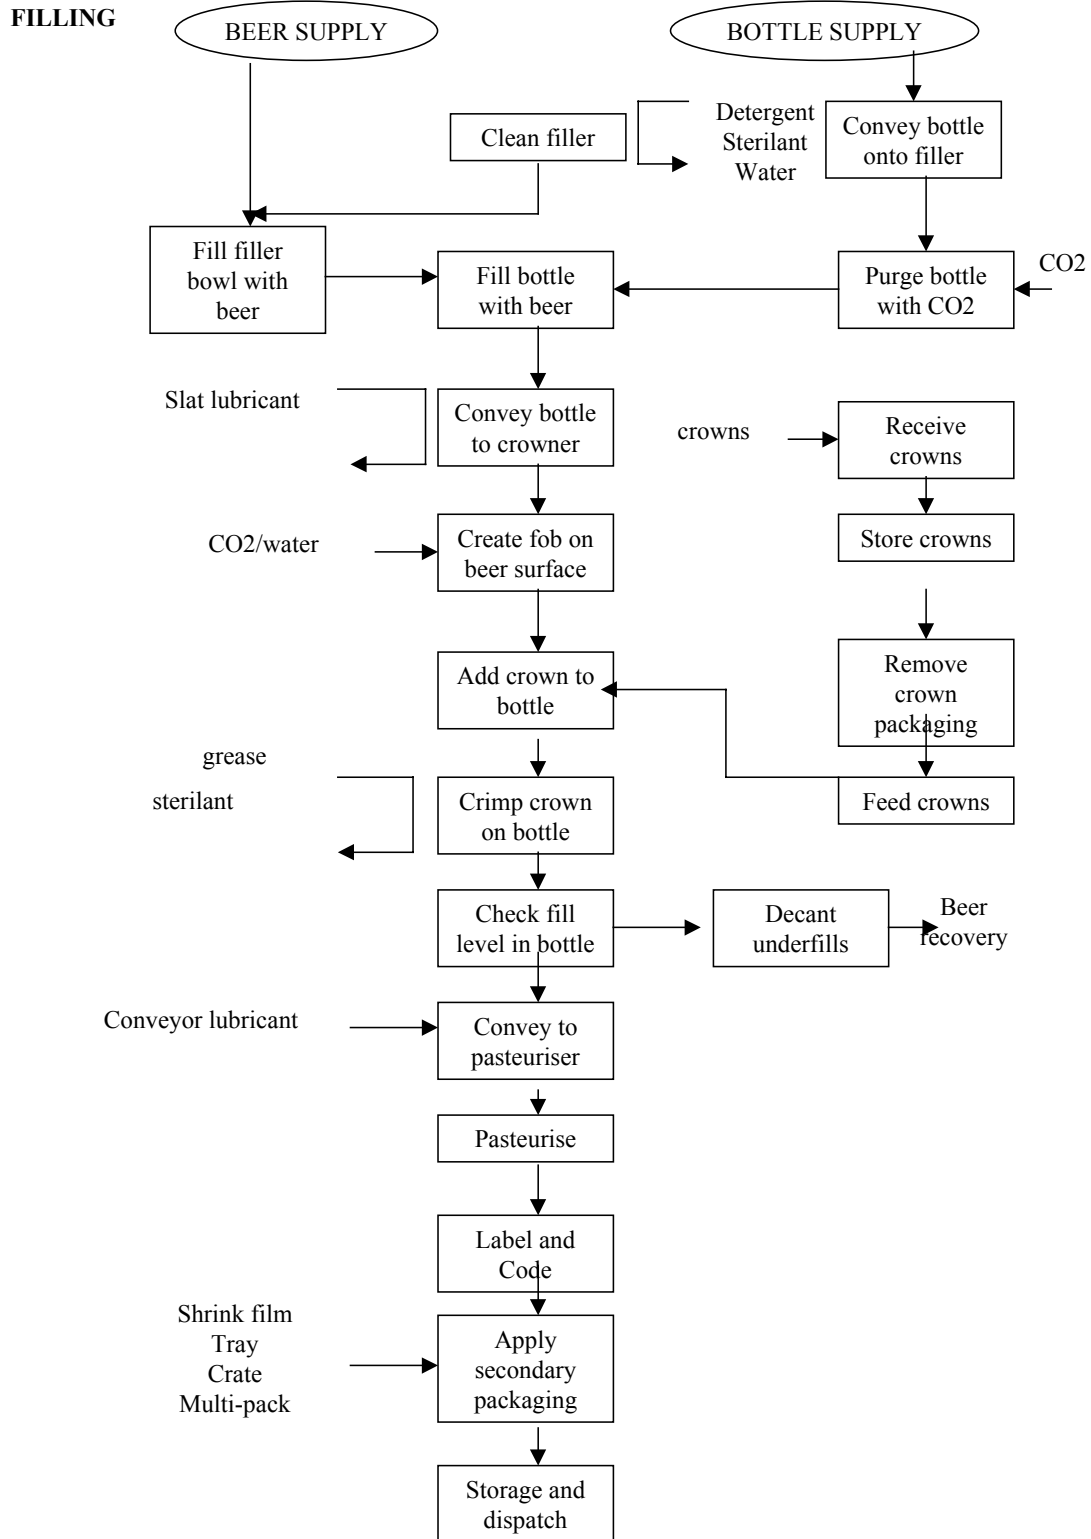 FILLING
BEER SUPPLY
BOTTLE SUPPLY
Clean filler
Detergent
Sterilant
Water
Convey bottle
onto filler
Fill filler
bowl with
beer
Fill bottle
with beer
Purge bottle
with CO2
CO2
Slat lubricant
Convey bottle
to crowner
crowns
Receive
crowns
CO2/water
Create fob on
beer surface
Store crowns
Add crown to
bottle
Remove
crown
packaging
grease
sterilant
Crimp crown
on bottle
Feed crowns
Check fill
level in bottle
Decant
underfills
Beer
recovery
Conveyor lubricant
Convey to
pasteuriser
Pasteurise
Label and
Code
Shrink film
Tray
Crate
Multi-pack
Apply
secondary
packaging
Storage and
dispatch